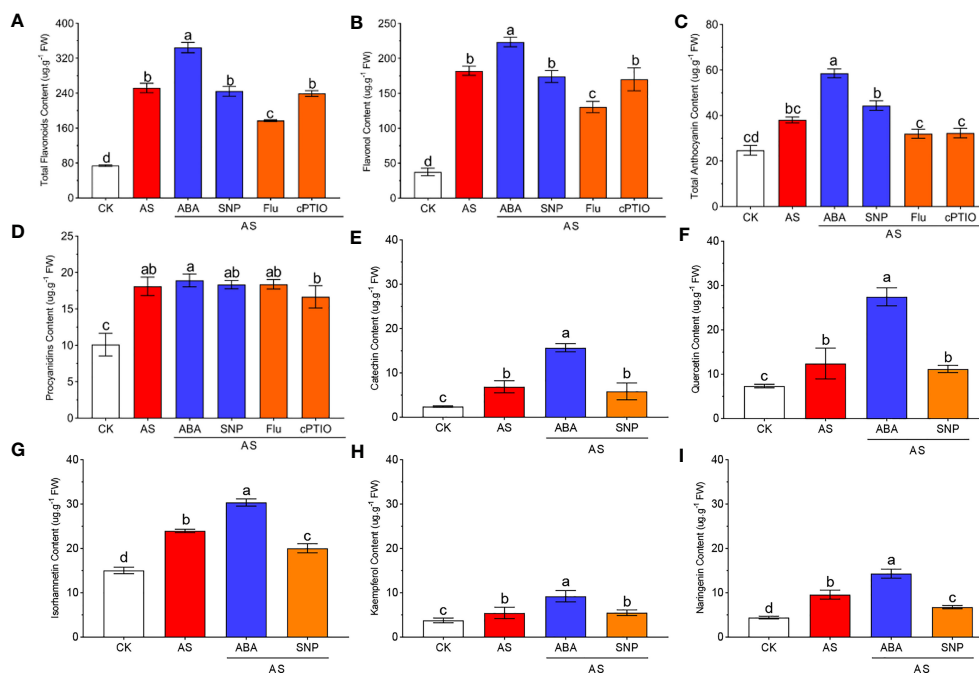 A
Total Flavonoids Content (ug.g-1 FW)
400
320
240
160
80
0
d
b
a
b
c
b
CK AS ABA SNP Flu cPTIO
AS
B
Flavonol Content (ug.g-1 FW)
250
200
150
100
50
0
d
b
a
b
c
b
CK AS ABA SNP Flu cPTIO
AS
C
Total Anthocyanin Content (ug.g-1 FW)
80
60
40
20
0
cd
bc
a
b
c
c
CK AS ABA SNP Flu cPTIO
AS
D
Procyanidins Content (ug.g-1 FW)
25
20
15
10
5
0
c
ab
a
ab
ab
b
CK AS ABA SNP Flu cPTIO
AS
E
Catechin Content (ug.g-1 FW)
40
30
20
10
0
c
b
a
b
CK AS ABA SNP
AS
F
Quercetin Content (ug.g-1 FW)
40
30
20
10
0
c
b
a
b
CK AS ABA SNP
AS
G
Isorhamnetin Content (ug.g-1 FW)
40
30
20
10
0
d
b
a
c
CK AS ABA SNP
AS
H
Kaempferol Content (ug.g-1 FW)
40
30
20
10
0
c
b
a
b
CK AS ABA SNP
AS
I
Naringenin Content (ug.g-1 FW)
40
30
20
10
0
d
b
a
c
CK AS ABA SNP
AS